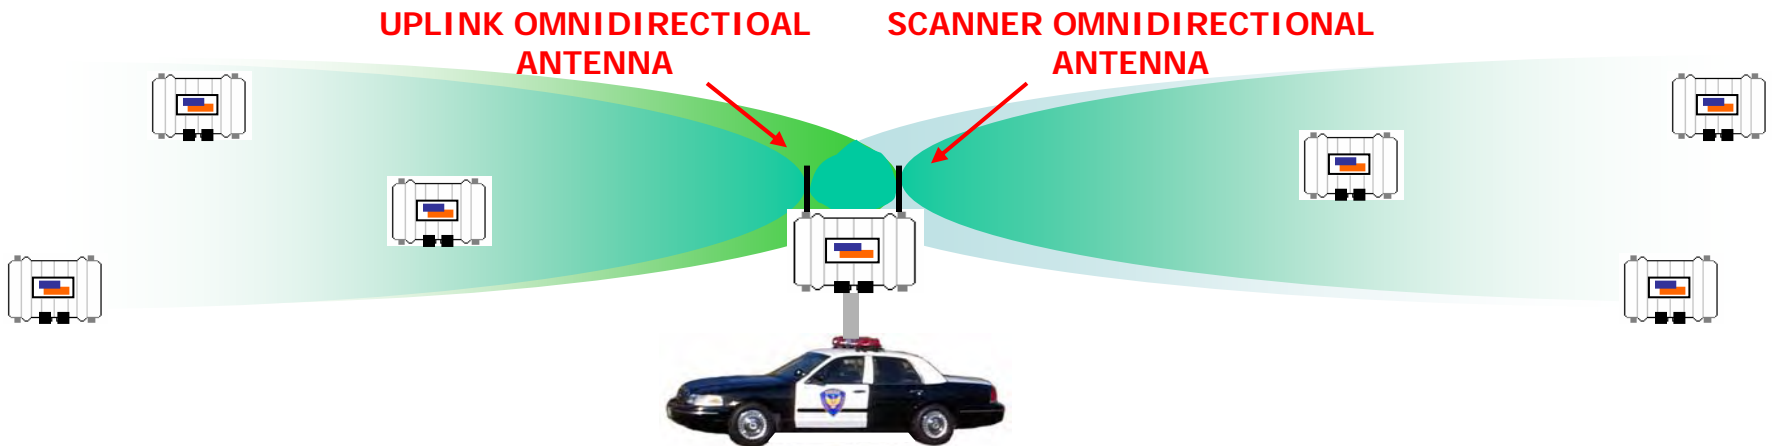 UPLINK OMNIDIRECTIOAL
ANTENNA
SCANNER OMNIDIRECTIONAL
ANTENNA